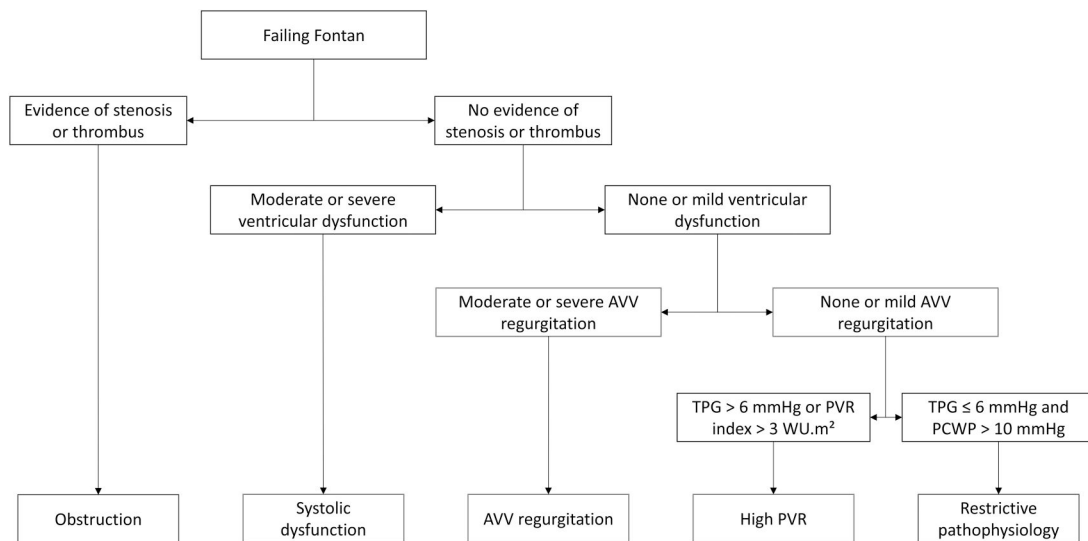 Failing Fontan
Evidence of stenosis
or thrombus
No evidence of
stenosis or thrombus
Moderate or severe
ventricular dysfunction
None or mild ventricular
dysfunction
Moderate or severe AVV
regurgitation
None or mild AVV
regurgitation
TPG > 6 mmHg or PVR
index > 3 WU.m²
TPG ≤ 6 mmHg and
PCWP > 10 mmHg
Obstruction
Systolic
dysfunction
AVV regurgitation
High PVR
Restrictive
pathophysiology